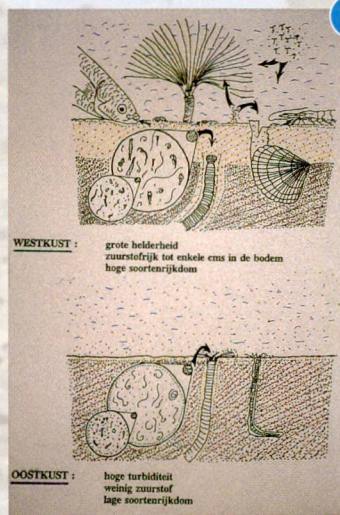 WESTKUST : grote helderheid
zuurstofrijk tot enkele cms in de bodem
hoge soortenrijkdom
OOSTKUST : hoge turbiditeit
weinig zuurstof
lage soortenrijkdom